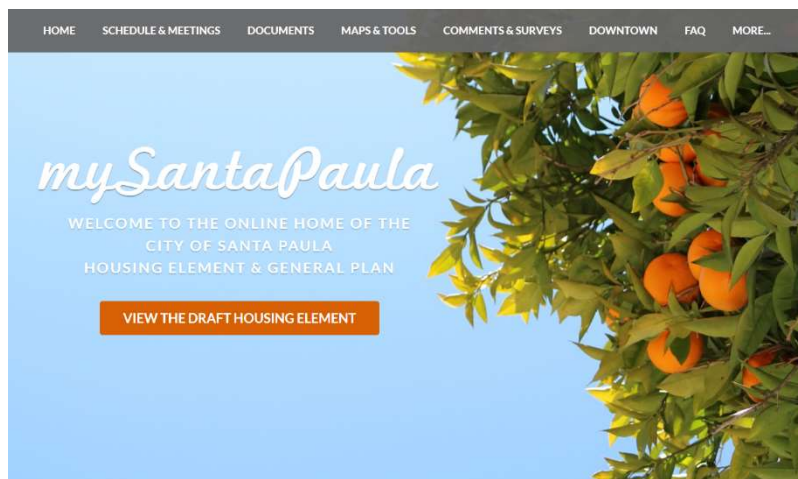 HOME SCHEDULE & MEETINGS DOCUMENTS MAPS & TOOLS COMMENTS & SURVEYS DOWNTOWN FAQ MORE...
mySantaPaula
WELCOME TO THE ONLINE HOME OF THE
CITY OF SANTA PAULA
HOUSING ELEMENT & GENERAL PLAN
VIEW THE DRAFT HOUSING ELEMENT